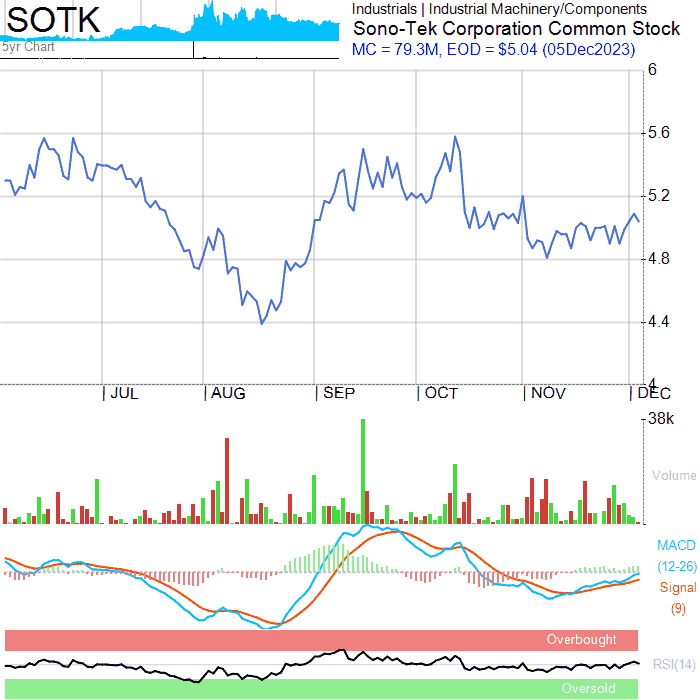 SOTK
5yr Chart
Industrials | Industrial Machinery/Components
Sono-Tek Corporation Common Stock
MC = 79.3M, EOD = $5.04 (05Dec2023)
6
5.6
5.2
4.8
4.4
4
| JUL | AUG | SEP | OCT | NOV | DEC
38k
Volume
MACD
(12-26)
Signal
(9)
Overbought
RSI(14)
Oversold